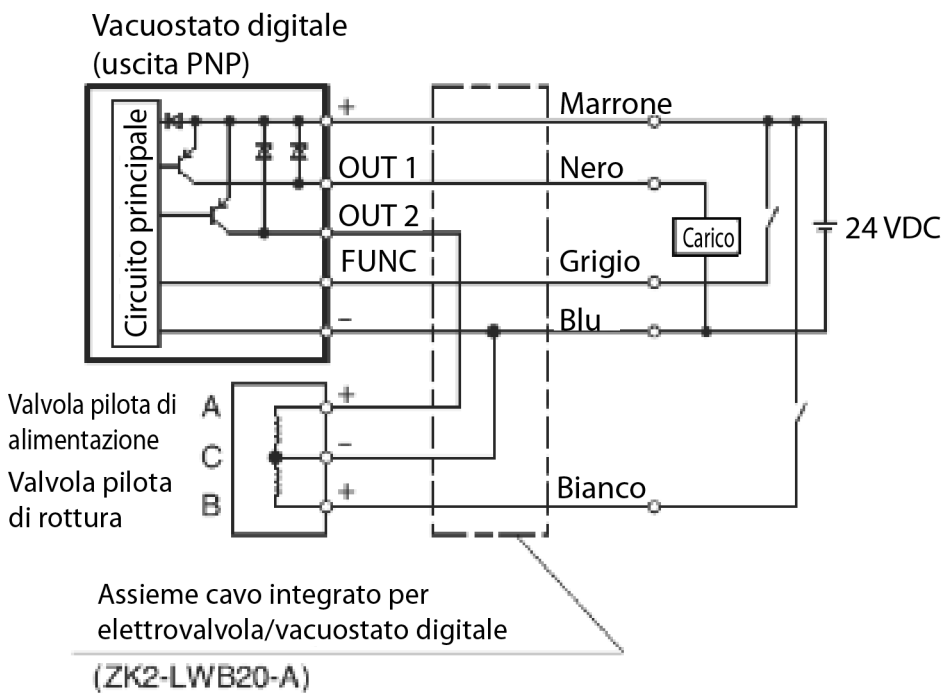 Vacuostato digitale
(uscita PNP)
Circuito principale
+
Marrone
OUT 1
Nero
OUT 2
Carico
24 VDC
FUNC
Grigio
−
Blu
Valvola pilota di
alimentazione
A
+
C
−
Valvola pilota
di rottura
B
+
Bianco
Assieme cavo integrato per
elettrovalvola/vacuostato digitale
(ZK2-LWB20-A)